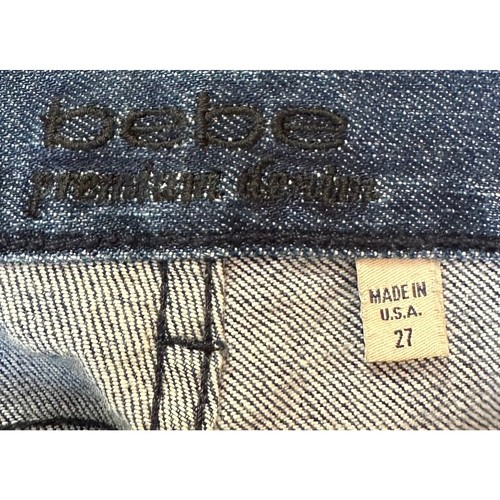 bebe
premium denim
MADE IN
U.S.A.
27